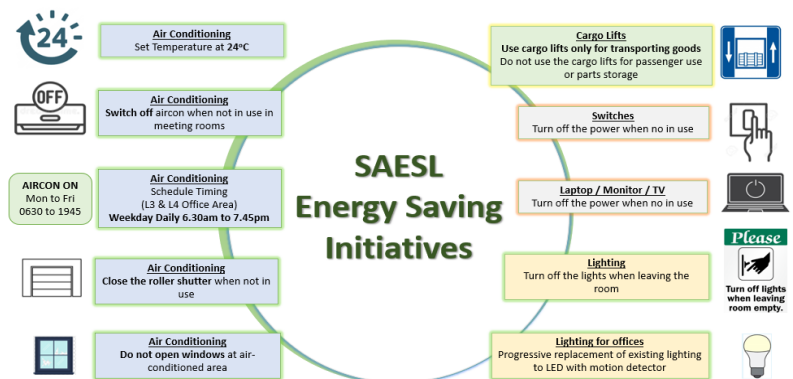 24
Air Conditioning
Set Temperature at 24°C
OFF
Air Conditioning
Switch off aircon when not in use in
meeting rooms
AIRCON ON
Mon to Fri
0630 to 1945
Air Conditioning
Schedule Timing
(L3 & L4 Office Area)
Weekday Daily 6.30am to 7.45pm
Air Conditioning
Close the roller shutter when not in
use
Air Conditioning
Do not open windows at air-
conditioned area
SAESL
Energy Saving
Initiatives
Cargo Lifts
Use cargo lifts only for transporting goods
Do not use the cargo lifts for passenger use
or parts storage
Switches
Turn off the power when no in use
Laptop / Monitor / TV
Turn off the power when no in use
Lighting
Turn off the lights when leaving the
room
Please
Turn off lights
when leaving
room empty.
Lighting for offices
Progressive replacement of existing lighting
to LED with motion detector